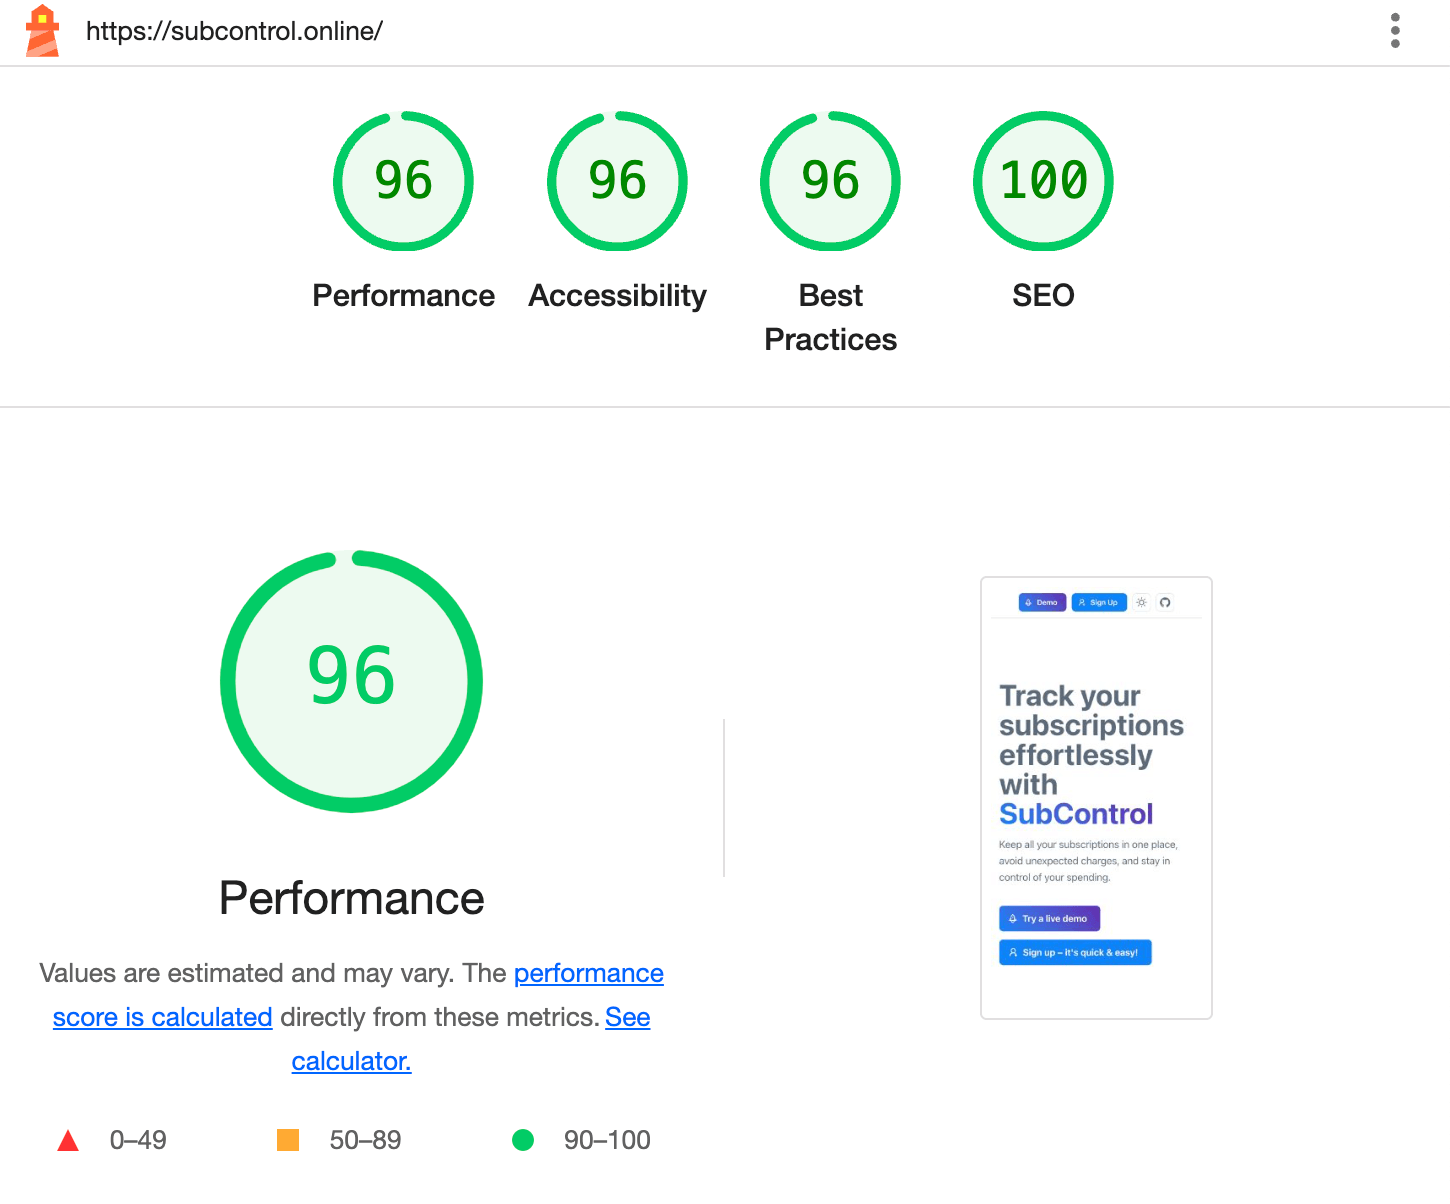 https://subcontrol.online/
96
96
96
100
Performance
Accessibility
Best
Practices
SEO
96
Performance
Values are estimated and may vary. The performance
score is calculated directly from these metrics. See
calculator.
0–49
50–89
90–100
Demo
Sign Up
Track your
subscriptions
effortlessly
with
SubControl
Keep all your subscriptions in one place,
avoid unexpected charges, and stay in
control of your spending.
Try a live demo
Sign up – it's quick & easy!